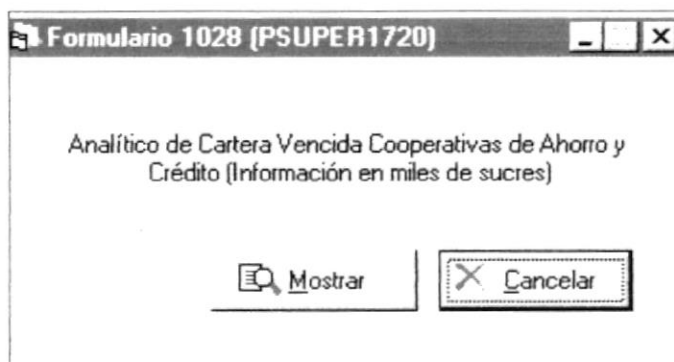 Formulario 1028 (PSUPER1720)
Analítico de Cartera Vencida Cooperativas de Ahorro y
Crédito (Información en miles de sucres)
Mostrar
Cancelar